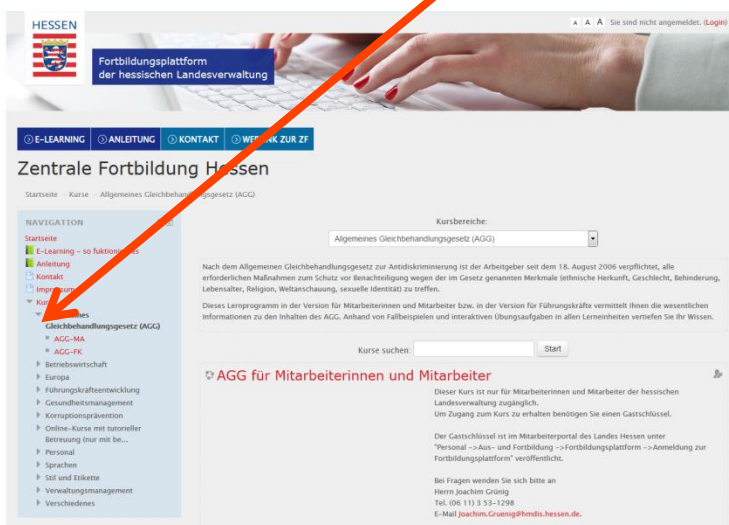 HESSEN
A A A Sie sind nicht angemeldet. (Login)
Fortbildungsplattform
der hessischen Landesverwaltung
E-LEARNING ANLEITUNG KONTAKT ZUR ZF
Zentrale Fortbildung Hessen
Startseite Kurse Allgemeines
NAVIGATION
Startseite
E-Learning – so
Anleitung
Kontakt
Gleichbehandlungsgesetz (AGG)
AGG-MA
AGG-FK
Betriebswirtschaft
Europa
Führungskräfteentwicklung
Gesundheitsmanagement
Korruptionsprävention
Online-Kurse mit tutorieller
Betreuung (nur mit be...
Personal
Sprachen
Stil und Etikette
Verwaltungsmanagement
Verschiedenes
Kursbereiche:
Allgemeines Gleichbehandlungsgesetz (AGG)
Nach dem Allgemeinen Gleichbehandlungsgesetz zur Antidiskriminierung ist der Arbeitgeber seit dem 18. August 2006 verpflichtet, alle
erforderlichen Maßnahmen zum Schutz vor Benachteiligung wegen der im Gesetz genannten Merkmale (ethnische Herkunft, Geschlecht, Behinderung,
Lebensalter, Religion, Weltanschauung, sexuelle Identität) zu treffen.
Dieses Lernprogramm in der Version für Mitarbeiterinnen und Mitarbeiter bzw. in der Version für Führungskräfte vermittelt Ihnen die wesentlichen
Informationen zu den Inhalten des AGG. Anhand von Fallbeispielen und interaktiven Übungsaufgaben in allen Lerneinheiten vertiefen Sie Ihr Wissen.
Kurse suchen: Start
AGG für Mitarbeiterinnen und Mitarbeiter
Dieser Kurs ist nur für Mitarbeiterinnen und Mitarbeiter der hessischen
Landesverwaltung zugänglich.
Um Zugang zum Kurs zu erhalten benötigen Sie einen Gastschlüssel.
Der Gastschlüssel ist im Mitarbeiterportal des Landes Hessen unter
"Personal ->Aus- und Fortbildung ->Fortbildungsplattform ->Anmeldung zur
Fortbildungsplattform" veröffentlicht.
Bei Fragen wenden Sie sich bitte an
Herrn Joachim Grünig
Tel. (06 11) 3 53-1298
E-Mail Joachim.Gruenig@hmdis.hessen.de.